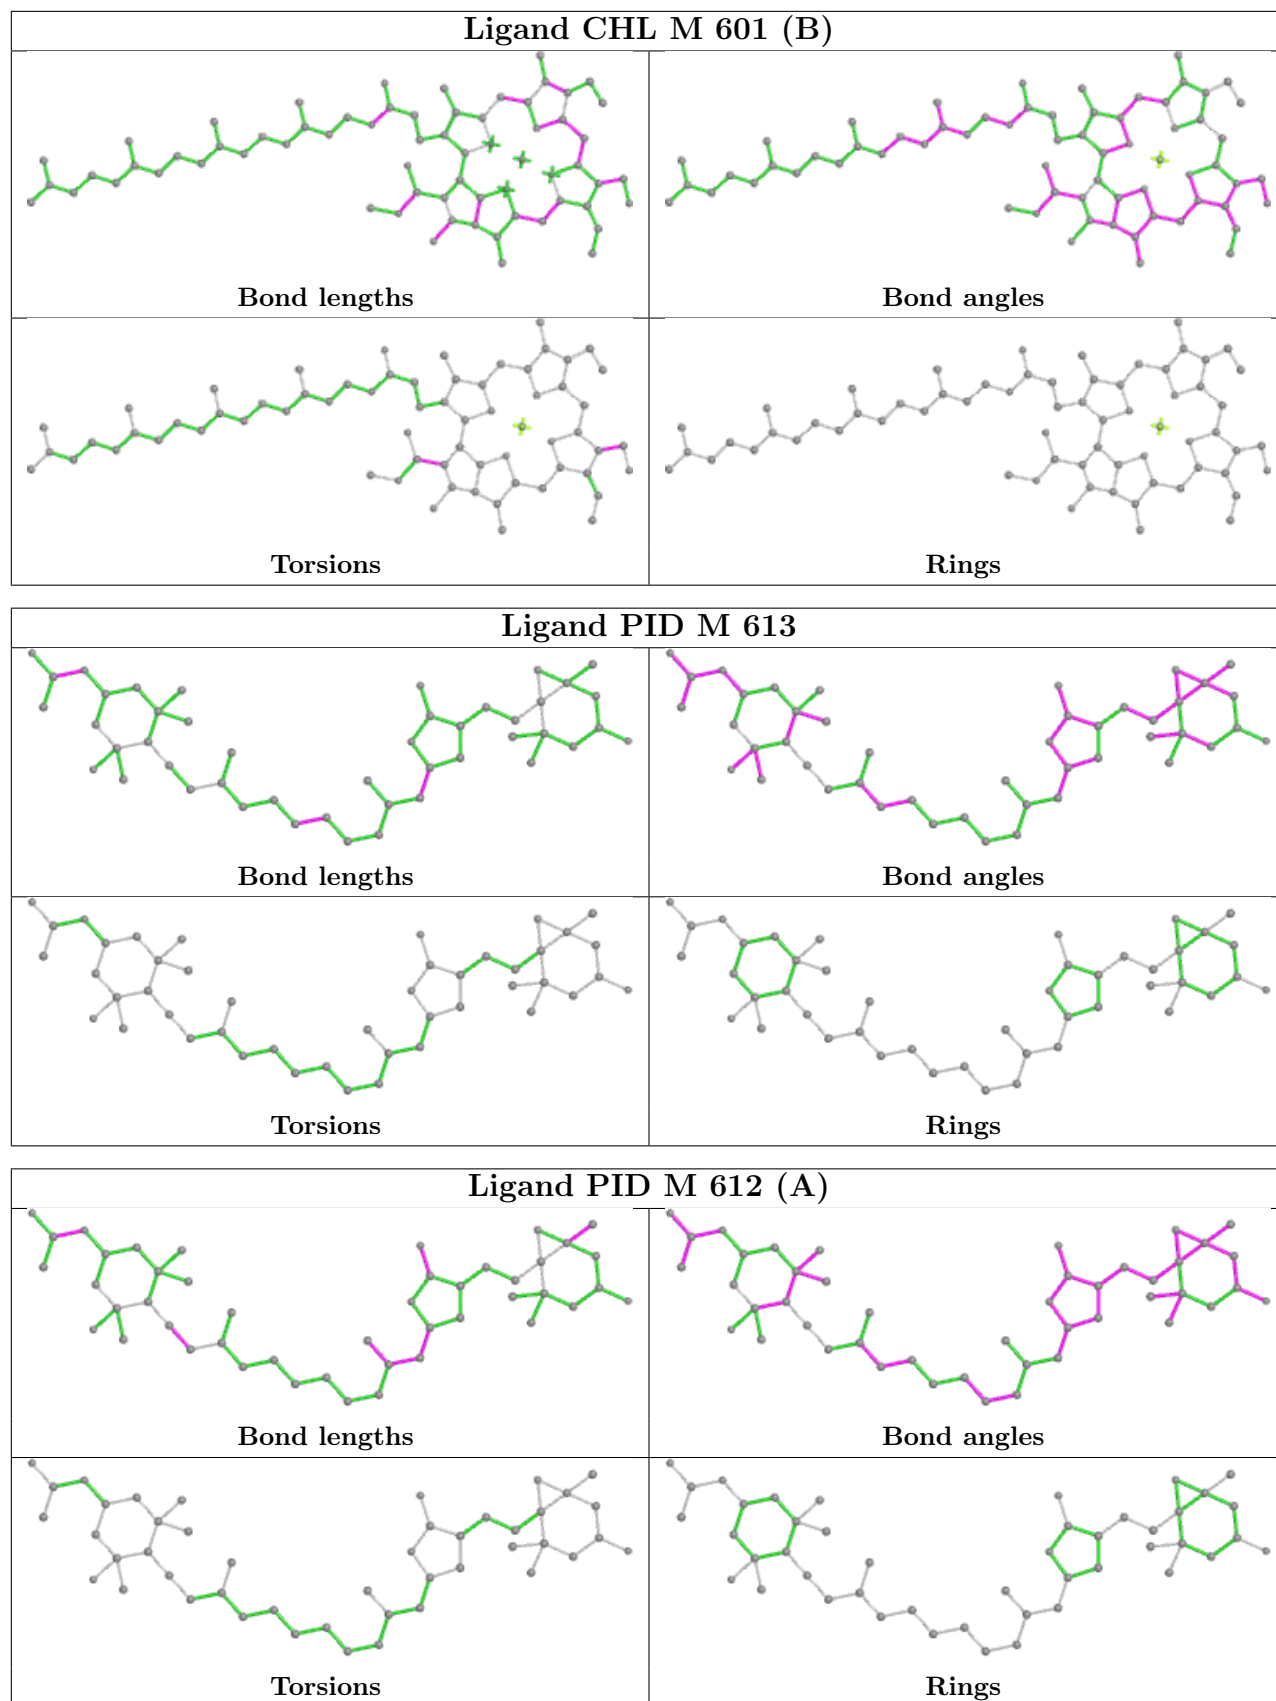 Ligand CHL M 601 (B)
Bond lengths
Bond angles
Torsions
Rings
Ligand PID M 613
Bond lengths
Bond angles
Torsions
Rings
Ligand PID M 612 (A)
Bond lengths
Bond angles
Torsions
Rings